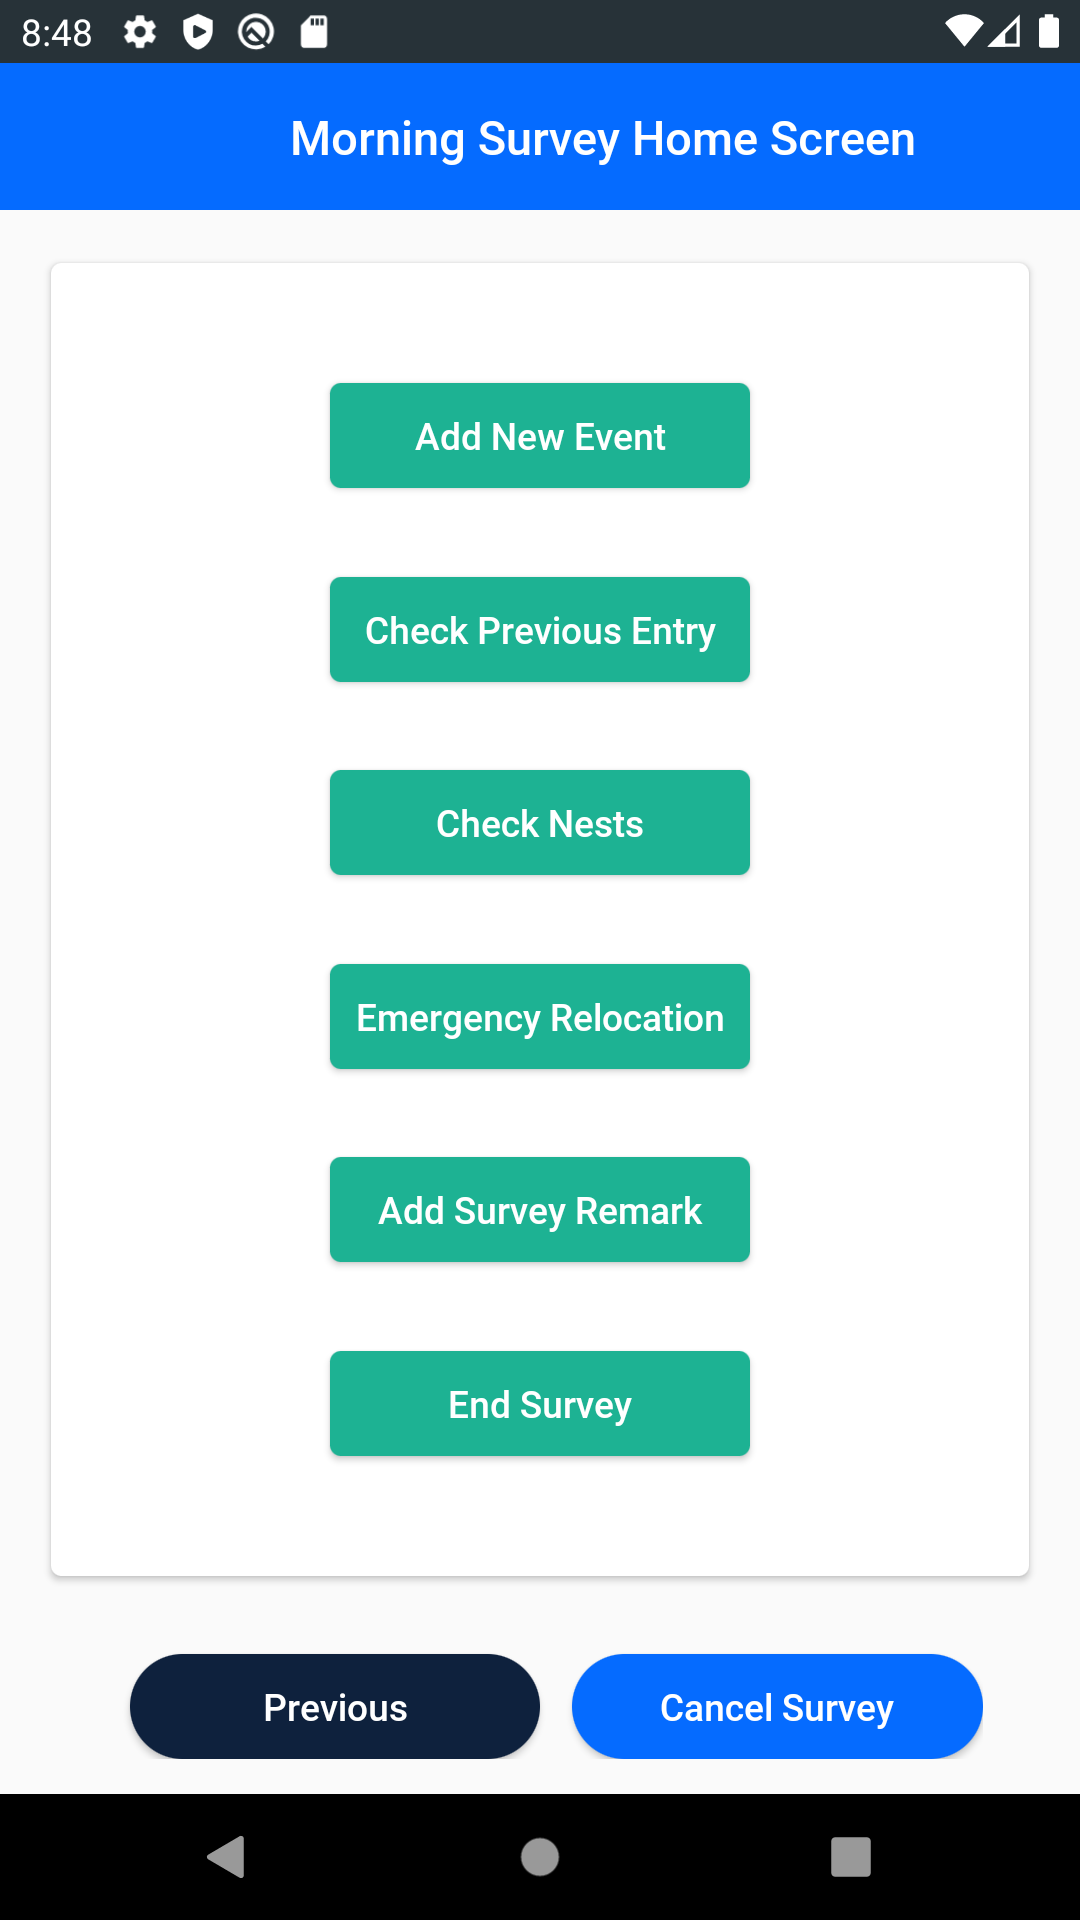 8:48
Morning Survey Home Screen
Add New Event
Check Previous Entry
Check Nests
Emergency Relocation
Add Survey Remark
End Survey
Previous
Cancel Survey